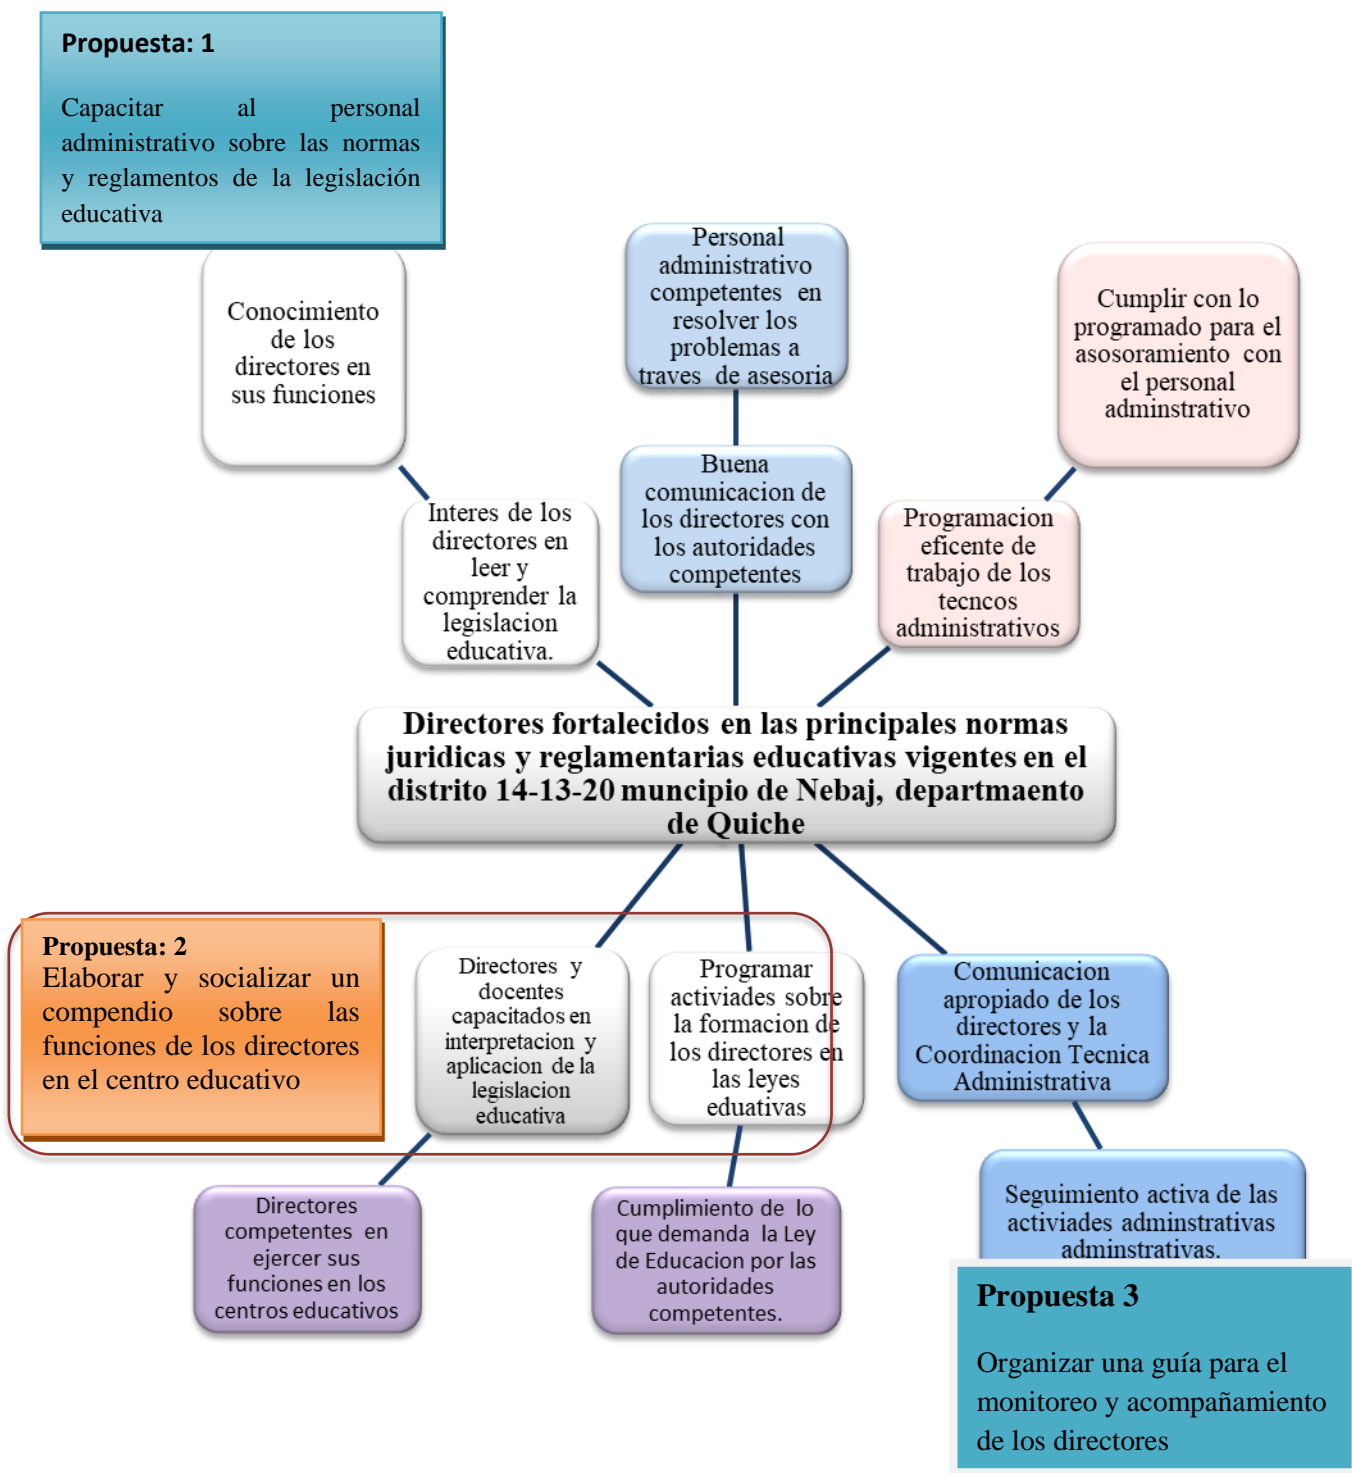 Propuesta: 1
Capacitar al personal
administrativo sobre las normas
y reglamentos de la legislación
educativa
Conocimiento
de los
directores en
sus funciones
Personal
administrativo
competentes en
resolver los
problemas a
traves de asesoria
Cumplir con lo
programado para el
asosoramiento con
el personal
adminstrativo
Interes de los
directores en
leer y
comprender la
legislacion
educativa.
Buena
comunicacion de
los directores con
los autoridades
competentes
Programacion
eficente de
trabajo de los
tecncos
administrativos
Directores fortalecidos en las principales normas
juridicas y reglamentarias educativas vigentes en el
distrito 14-13-20 muncipio de Nebaj, departmaento
de Quiche
Propuesta: 2
Elaborar y socializar un
compendio sobre las
funciones de los directores
en el centro educativo
Directores y
docentes
capacitados en
interpretacion y
aplicacion de la
legislacion
educativa
Programar
activiades sobre
la formacion de
los directores en
las leyes
eduativas
Comunicacion
apropiado de los
directores y la
Coordinacion Tecnica
Administrativa
Directores
competentes en
ejercer sus
funciones en los
centros educativos
Cumplimiento de lo
que demanda la Ley
de Educacion por las
autoridades
competentes.
Seguimiento activa de las
activiades adminstrativas
adminstrativas.
Propuesta 3
Organizar una guía para el
monitoreo y acompañamiento
de los directores